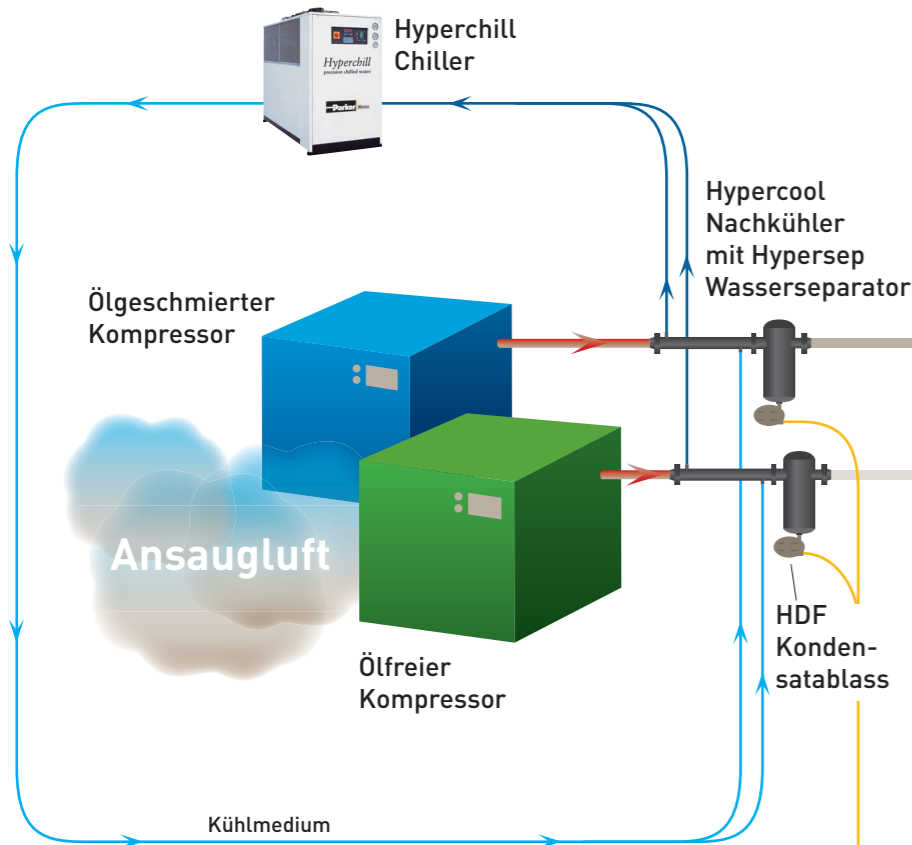 Hyperchill
Chiller
Hyperchill
precision chilled water
Parker
Hypercool
Nachkühler
mit Hypersep
Wasserseparator
Ölgeschmierter
Kompressor
Ansaugluft
Ölfreier
Kompressor
HDF
Konden-
satablass
Kühlmedium